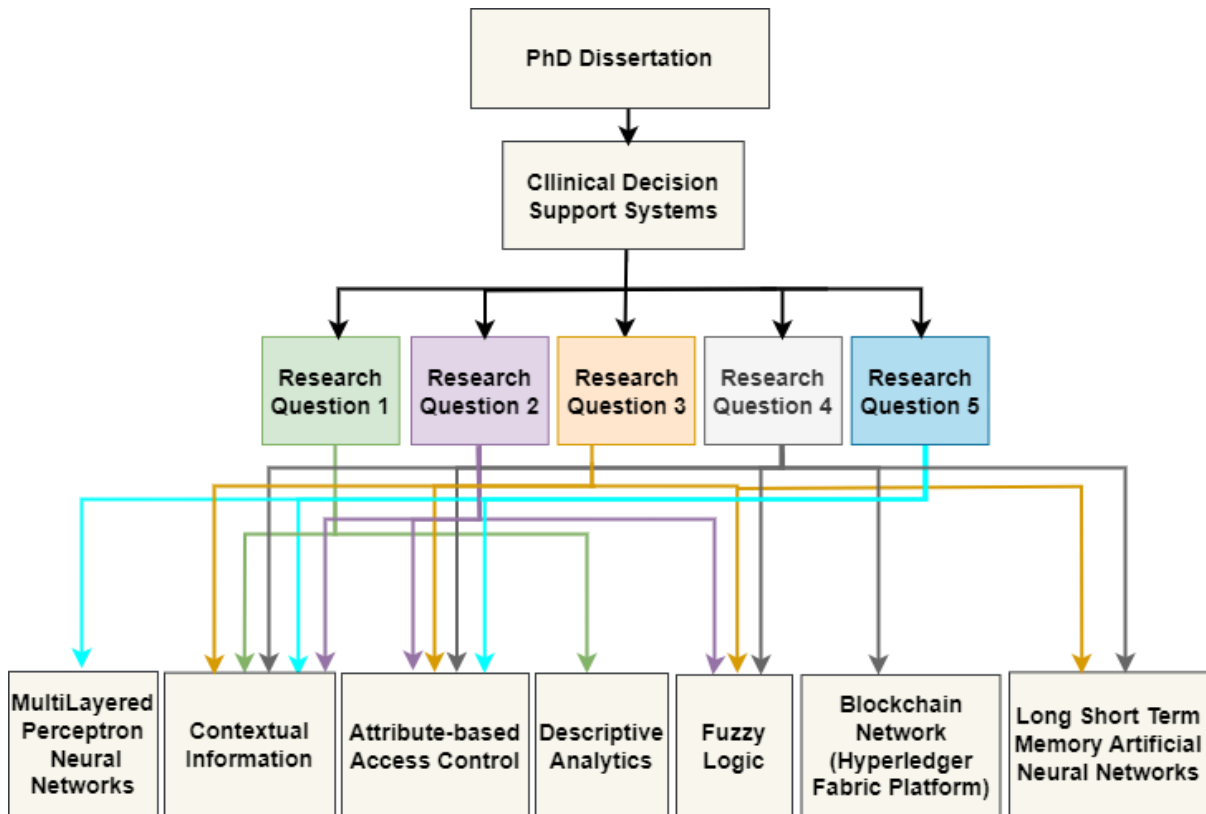 PhD Dissertation
Cllinical Decision
Support Systems
Research
Question 1
Research
Question 2
Research
Question 3
Research
Question 4
Research
Question 5
MultiLayered
Perceptron
Neural
Networks
Contextual
Information
Attribute-based
Access Control
Descriptive
Analytics
Fuzzy
Logic
Blockchain
Network
(Hyperledger
Fabric Platform)
Long Short Term
Memory Artificial
Neural Networks